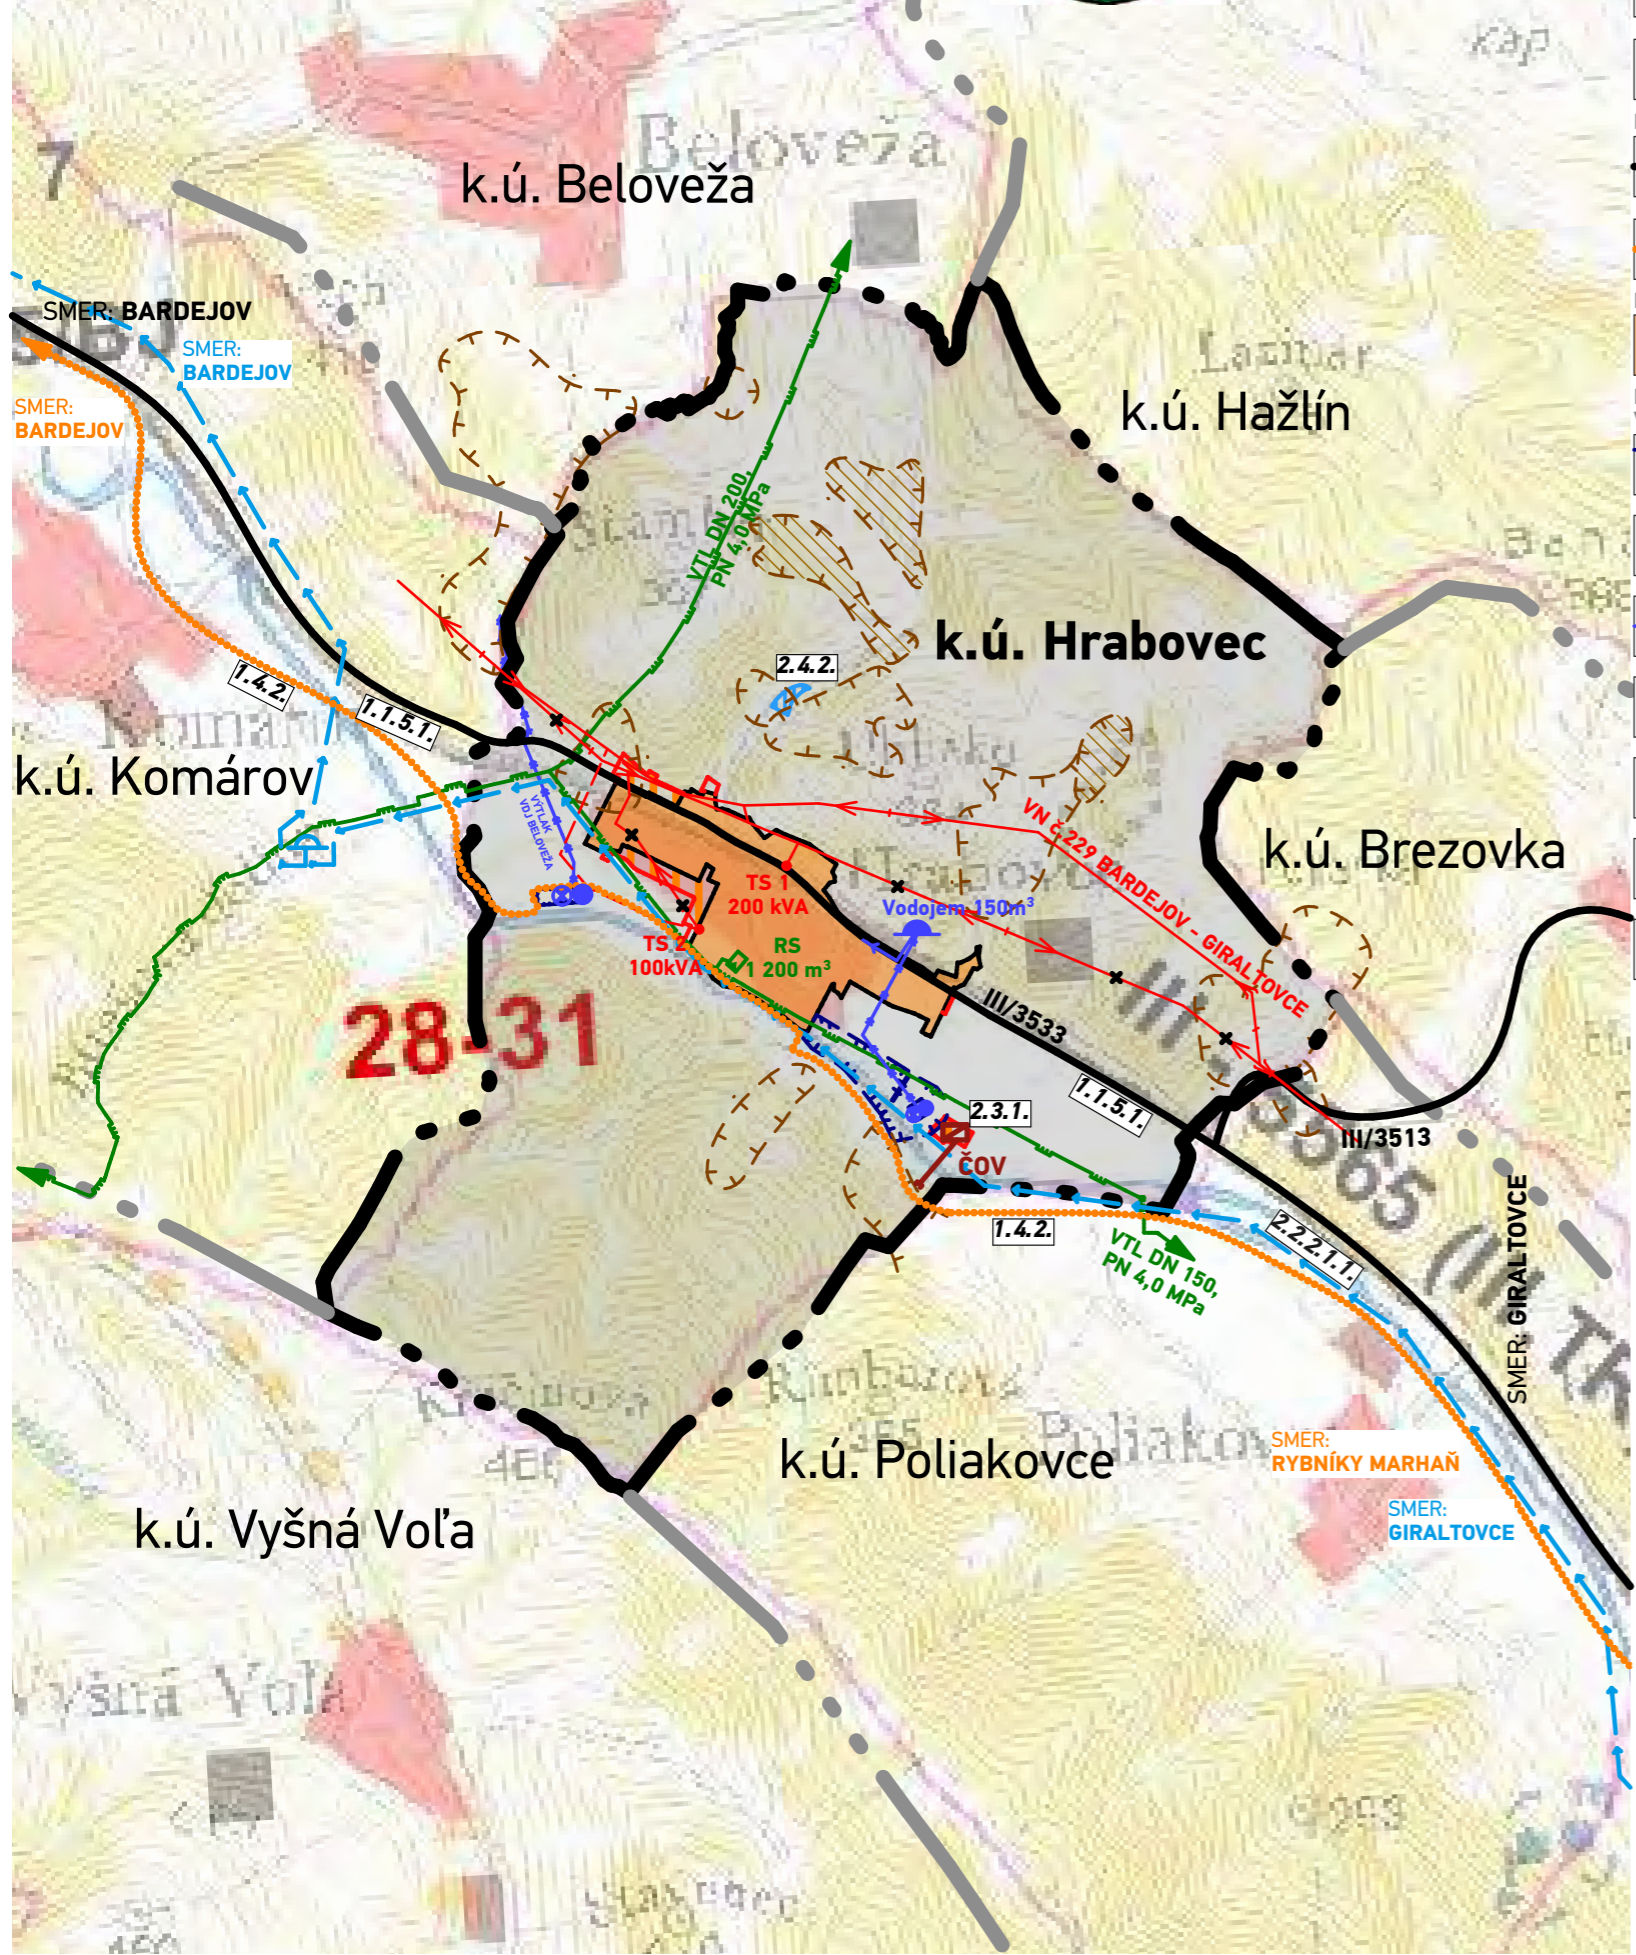 7
Beloveža
k.ú. Beloveža
SMER: BARDEJOV
SMER:
BARDEJOV
SMER:
BARDEJOV
k.ú. Hažlín
VTL DN 200,
PN 4,0 MPa
k.ú. Hrabovec
2.4.2.
1.4.2.
1.1.5.1.
k.ú. Komárov
VÝTLAK
VDJ BELOVEŽA
VN č.229 BARDEJOV - GIRALTOVCE
k.ú. Brezovka
TS 1
200 kVA
Vodojem 150m³
TS 2
100kVA
RS
1 200 m³
28-31
III/3533
2.3.1.
1.1.5.1.
ČOV
III/3513
1.4.2.
2.2.2.1.1.
VTL DN 150,
PN 4,0 MPa
SMER: GIRALTOVCE
k.ú. Poliakovce
SMER:
RYBNÍKY MARHAŇ
SMER:
GIRALTOVCE
k.ú. Vyšná Voľa